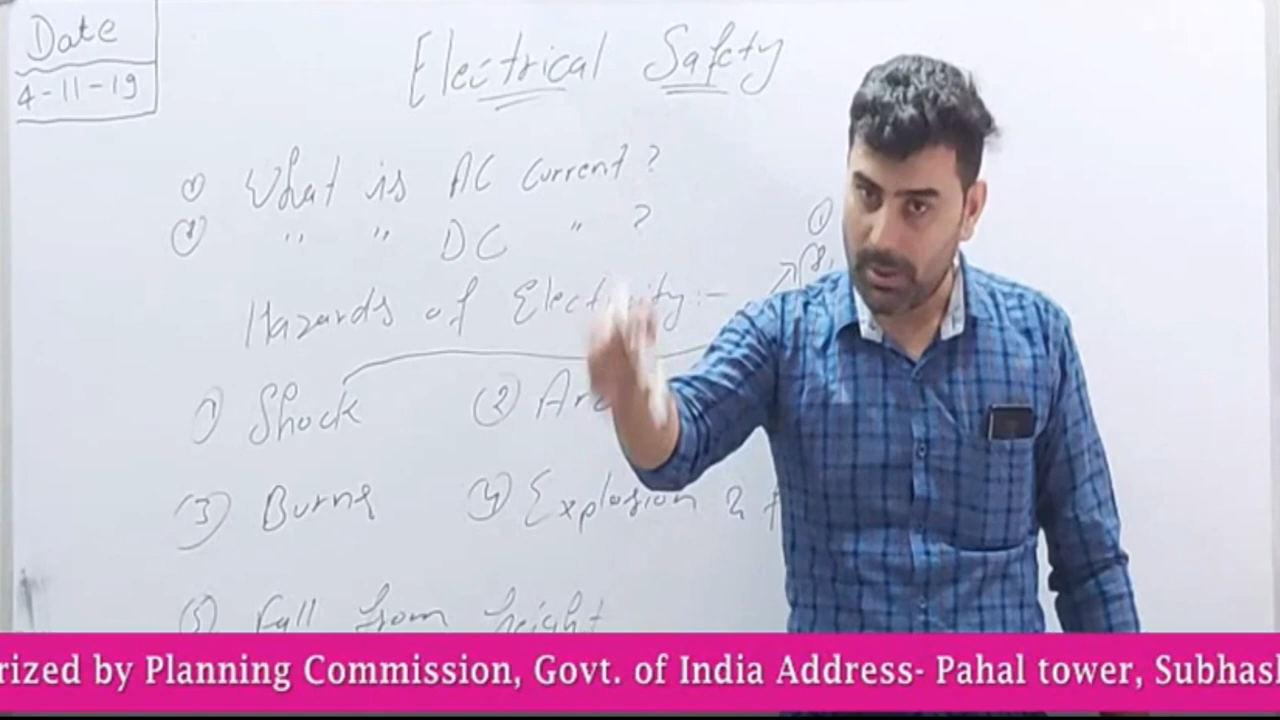 Date
4-11-19
Electrical Safety
① What is AC Current ?
② " " DC " ?
Hazards of Electricity:-
① Shock ② Arc
③ Burns ④ Explosion &
⑤ Fall from height
rized by Planning Commission, Govt. of India Address- Pahal tower, Subhash